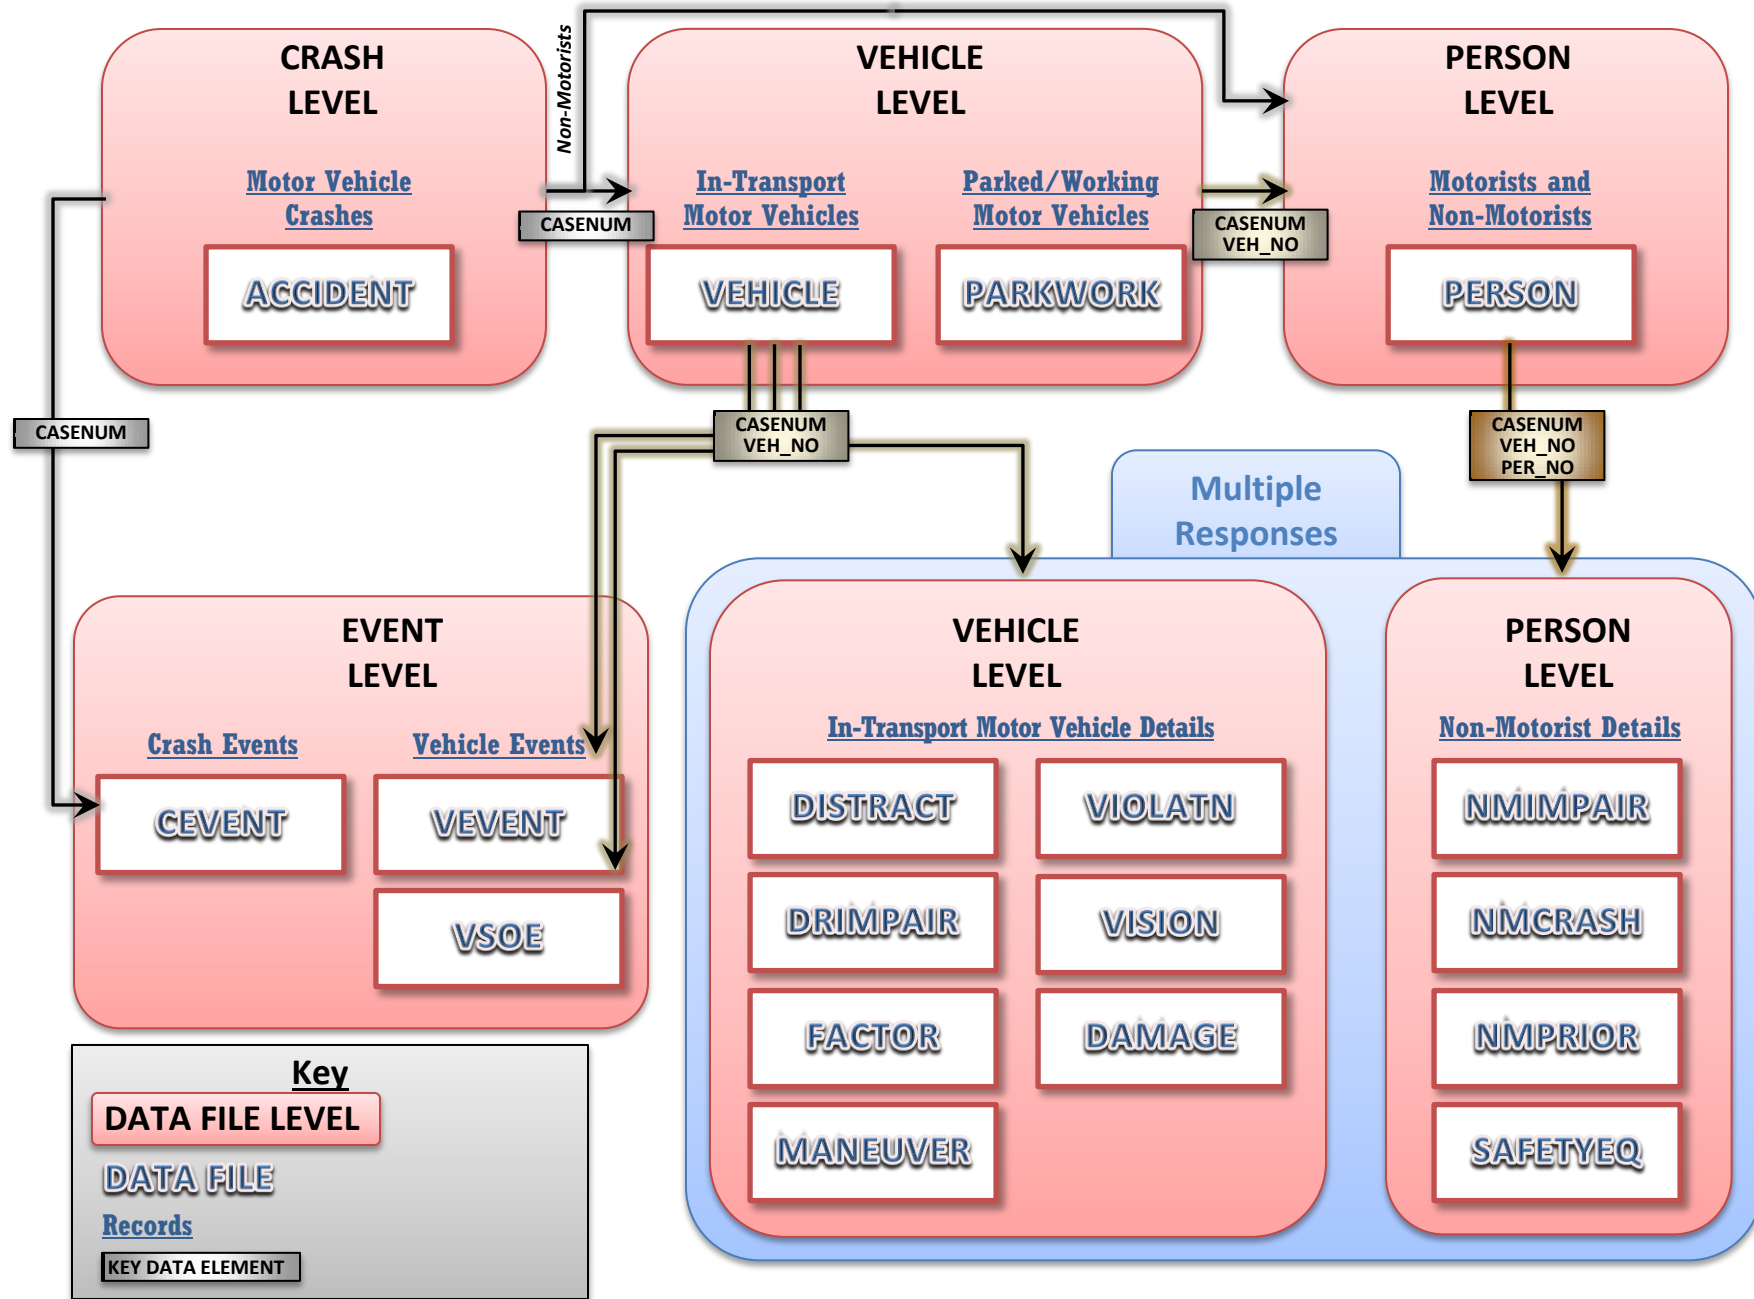 Non-Motorists
CRASH
LEVEL
Motor Vehicle
Crashes
ACCIDENT
CASENUM
VEHICLE
LEVEL
In-Transport
Motor Vehicles
VEHICLE
Parked/Working
Motor Vehicles
PARKWORK
CASENUM
VEH_NO
PERSON
LEVEL
Motorists and
Non-Motorists
PERSON
CASENUM
CASENUM
VEH_NO
CASENUM
VEH_NO
PER_NO
Multiple
Responses
EVENT
LEVEL
Crash Events
CEVENT
Vehicle Events
VEVENT
VSOE
VEHICLE
LEVEL
In-Transport Motor Vehicle Details
DISTRACT
VIOLATN
DRIMPAIR
VISION
FACTOR
DAMAGE
MANEUVER
PERSON
LEVEL
Non-Motorist Details
NMIMPAIR
NMCRASH
NMPRIOR
SAFETYEQ
Key
DATA FILE LEVEL
DATA FILE
Records
KEY DATA ELEMENT